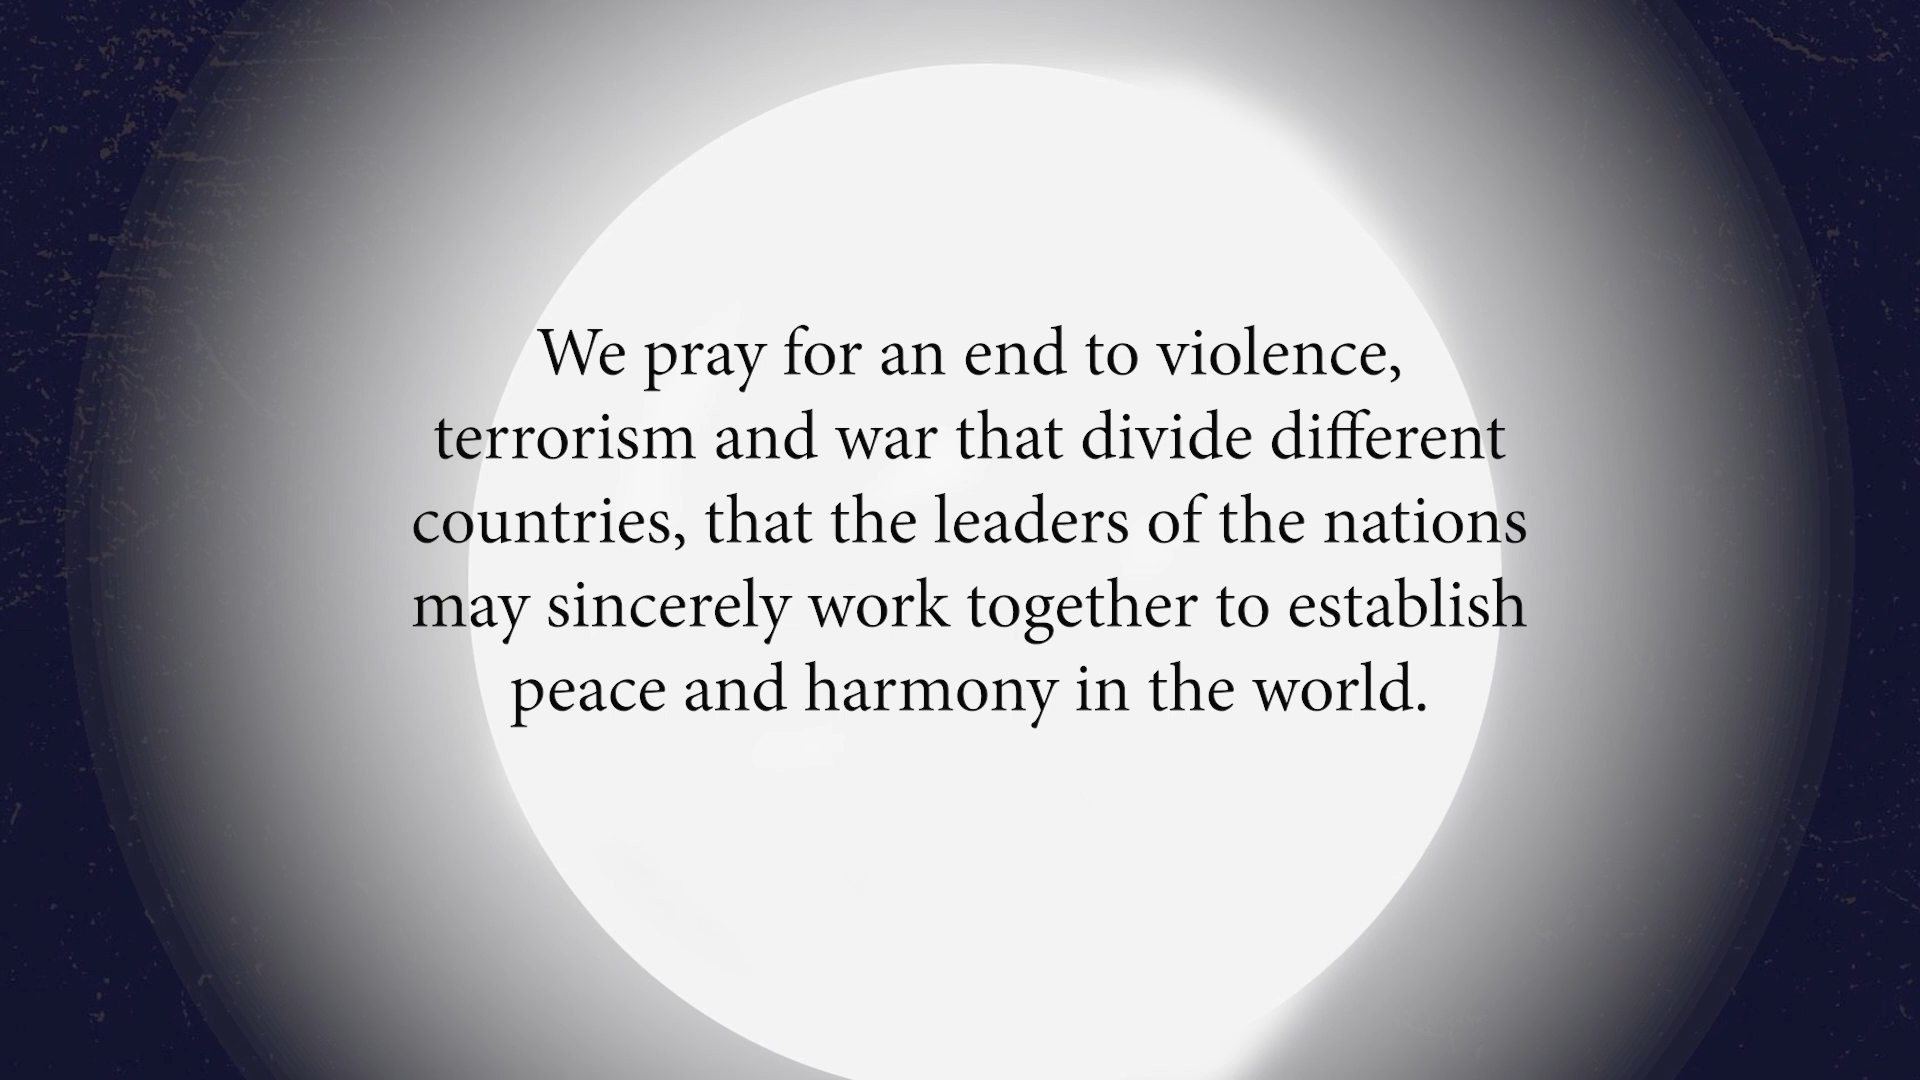 We pray for an end to violence,
terrorism and war that divide different
countries, that the leaders of the nations
may sincerely work together to establish
peace and harmony in the world.